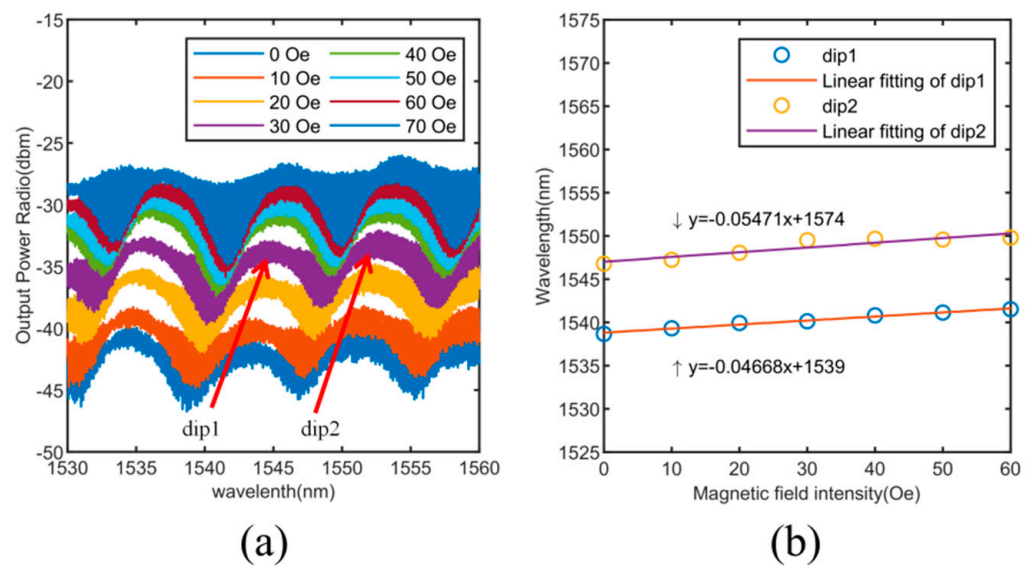 -15
-20
-25
-30
-35
-40
-45
-50
Output Power Radio(dbm)
0 Oe
10 Oe
20 Oe
30 Oe
40 Oe
50 Oe
60 Oe
70 Oe
dip1
dip2
1530
1535
1540
1545
1550
1555
1560
wavelenth(nm)
(a)
1575
1570
1565
1560
1555
1550
1545
1540
1535
1530
1525
Wavelength(nm)
dip1
Linear fitting of dip1
dip2
Linear fitting of dip2
↓ y=-0.05471x+1574
↑ y=-0.04668x+1539
0
10
20
30
40
50
60
Magnetic field intensity(Oe)
(b)